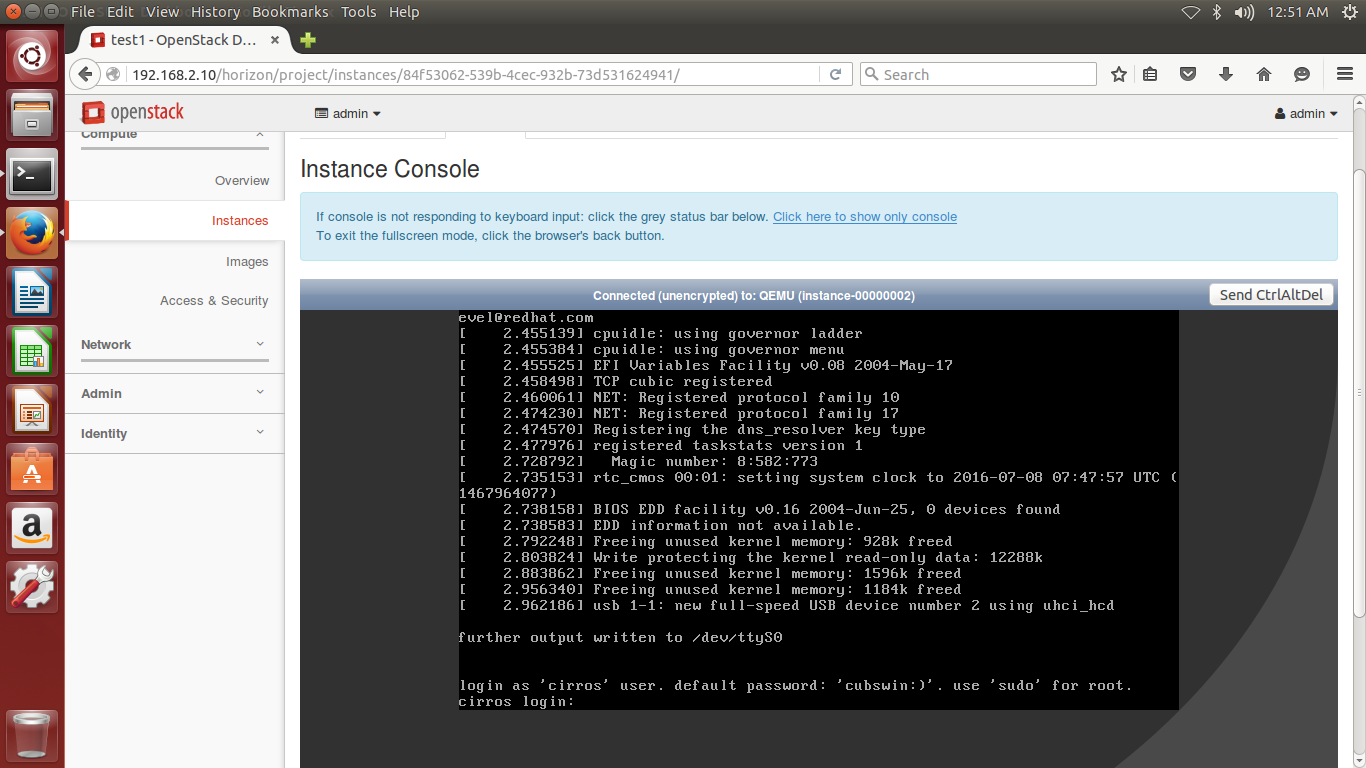 File Edit View History Bookmarks Tools Help
12:51 AM
test1 - OpenStack D...
192.168.2.10/horizon/project/instances/84f53062-539b-4cec-932b-73d531624941/
Search
openstack
admin
admin
Compute
Overview
Instances
Images
Access & Security
Network
Admin
Identity
Instance Console
If console is not responding to keyboard input: click the grey status bar below. Click here to show only console
To exit the fullscreen mode, click the browser's back button.
Connected (unencrypted) to: QEMU (instance-00000002)
Send CtrlAltDel
evel@redhat.com
[    2.455139] cpuidle: using governor ladder
[    2.455384] cpuidle: using governor menu
[    2.455525] EFI Variables Facility v0.08 2004-May-17
[    2.458498] TCP cubic registered
[    2.460061] NET: Registered protocol family 10
[    2.474230] NET: Registered protocol family 17
[    2.474570] Registering the dns_resolver key type
[    2.477976] registered taskstats version 1
[    2.728792]   Magic number: 8:582:773
[    2.735153] rtc_cmos 00:01: setting system clock to 2016-07-08 07:47:57 UTC (
1467964077)
[    2.738158] BIOS EDD facility v0.16 2004-Jun-25, 0 devices found
[    2.738583] EDD information not available.
[    2.792248] Freeing unused kernel memory: 928k freed
[    2.803824] Write protecting the kernel read-only data: 12288k
[    2.883862] Freeing unused kernel memory: 1596k freed
[    2.956340] Freeing unused kernel memory: 1184k freed
[    2.962186] usb 1-1: new full-speed USB device number 2 using uhci_hcd
further output written to /dev/ttyS0
login as 'cirros' user. default password: 'cubswin:)'. use 'sudo' for root.
cirros login: